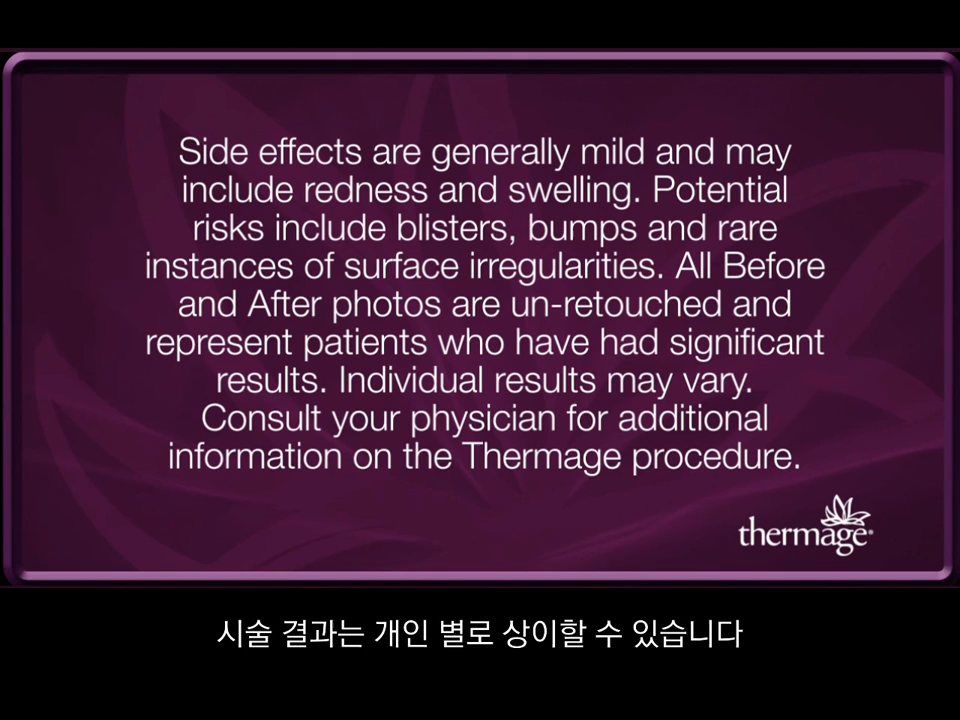 Side effects are generally mild and may
include redness and swelling. Potential
risks include blisters, bumps and rare
instances of surface irregularities. All Before
and After photos are un-retouched and
represent patients who have had significant
results. Individual results may vary.
Consult your physician for additional
information on the Thermage procedure.
thermage®
시술 결과는 개인 별로 상이할 수 있습니다